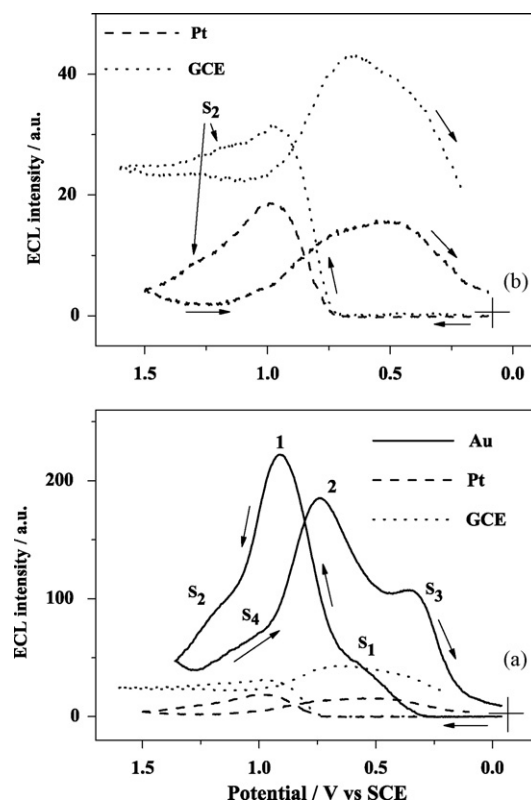 Pt
GCE
S2
ECL intensity / a.u.
40
20
0
(b)
1.5
1.0
0.5
0.0
1
2
Au
Pt
GCE
S2
S4
S1
S3
ECL intensity / a.u.
200
100
0
(a)
1.5
1.0
0.5
0.0
Potential / V vs SCE